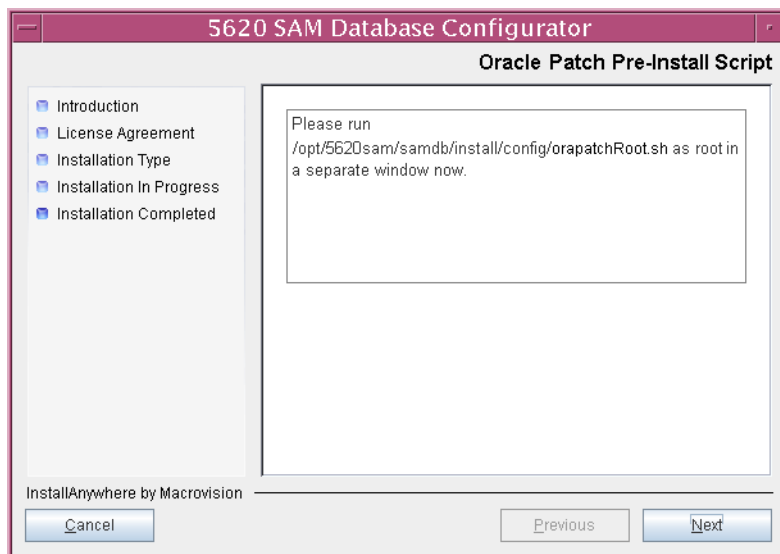 5620 SAM Database Configurator
Oracle Patch Pre-Install Script
Introduction
License Agreement
Installation Type
Installation In Progress
Installation Completed
Please run
/opt/5620sam/samdb/install/config/orapatchRoot.sh as root in
a separate window now.
InstallAnywhere by Macrovision
Cancel
Previous
Next